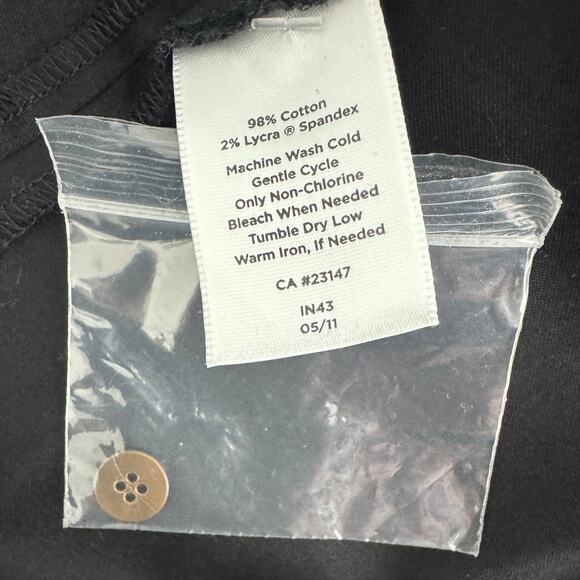 98% Cotton
2% Lycra ® Spandex
Machine Wash Cold
Gentle Cycle
Only Non-Chlorine
Bleach When Needed
Tumble Dry Low
Warm Iron, If Needed
CA #23147
IN43
05/11